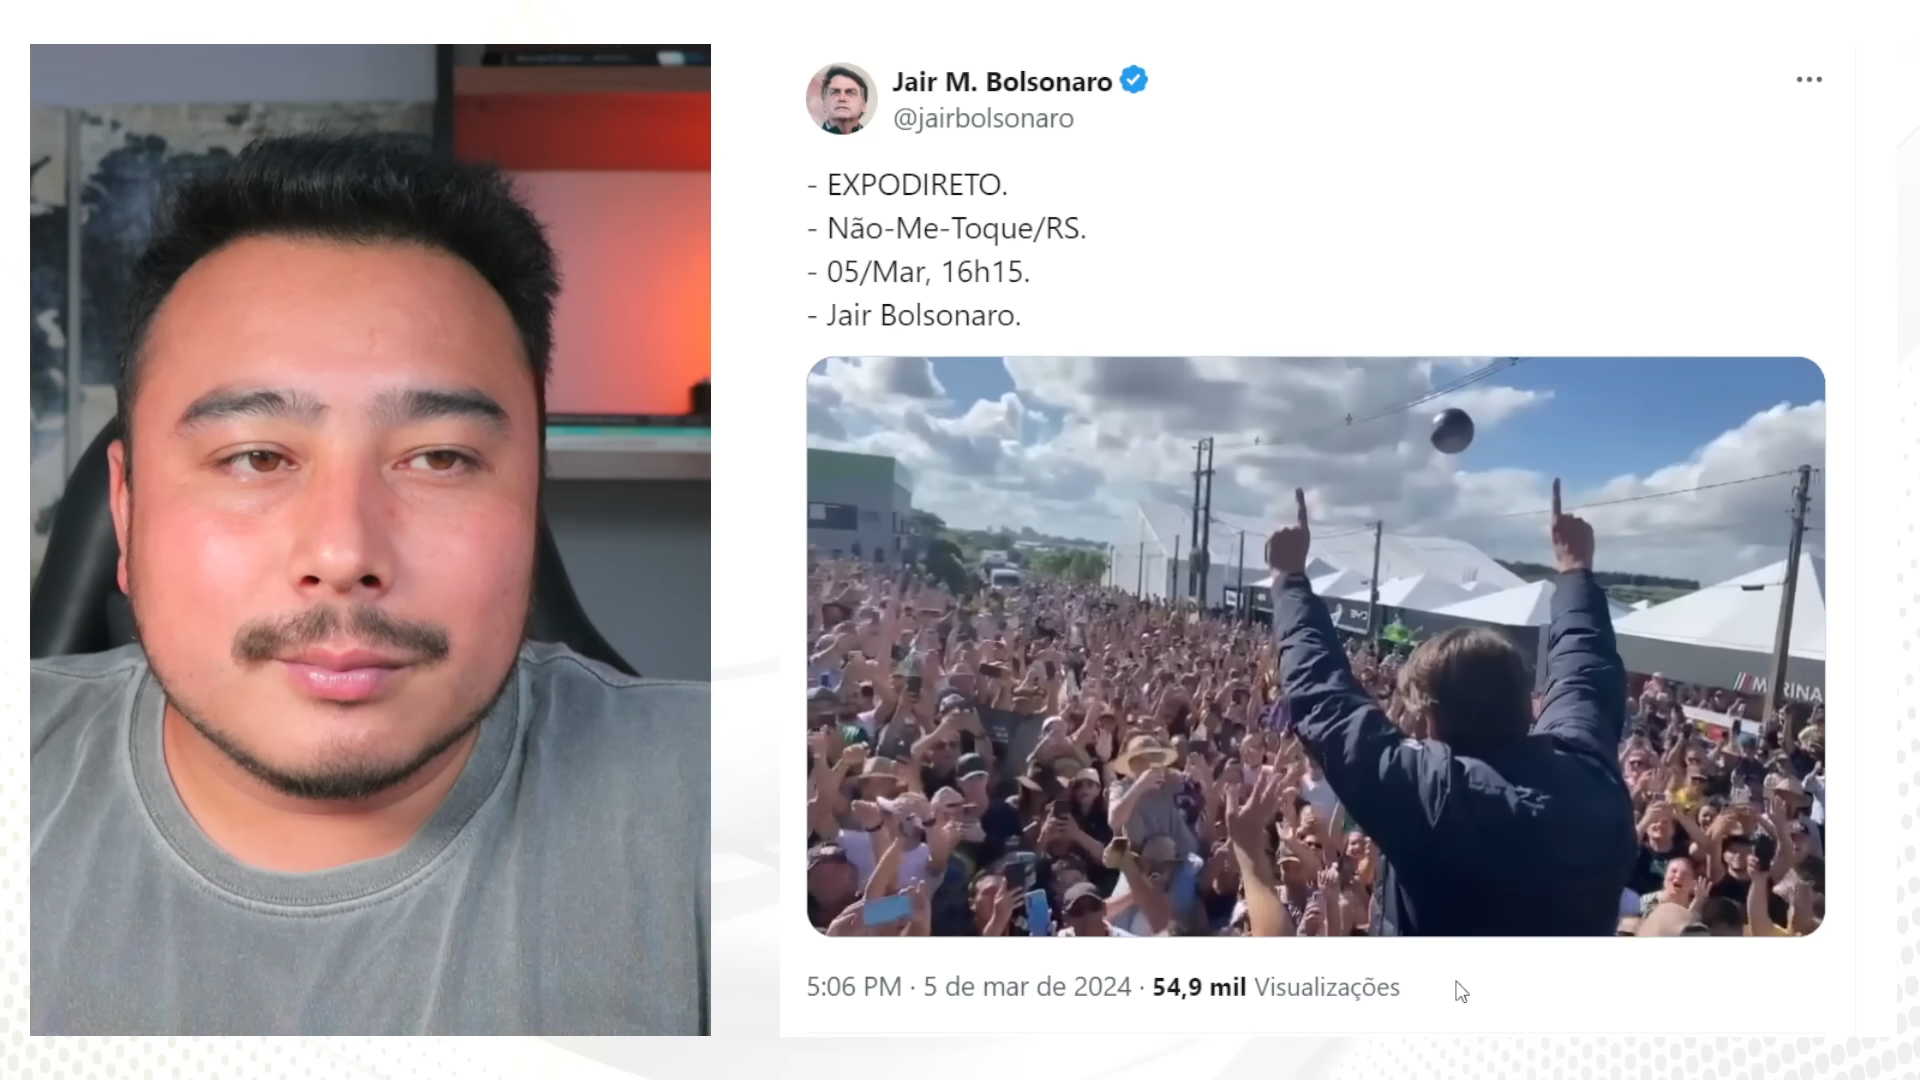 Jair M. Bolsonaro
@jairbolsonaro
- EXPODIRETO.
- Não-Me-Toque/RS.
- 05/Mar, 16h15.
- Jair Bolsonaro.
5:06 PM · 5 de mar de 2024 · 54,9 mil Visualizações